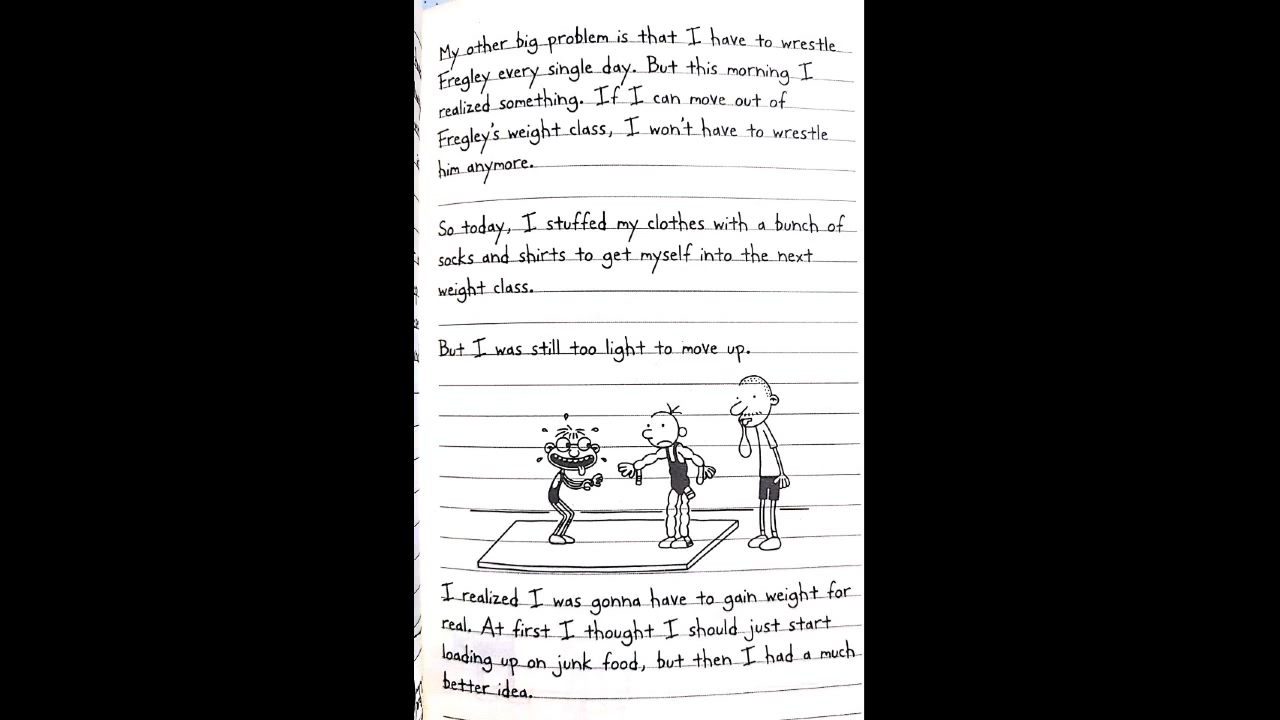 My other big problem is that I have to wrestle
Fregley every single day. But this morning I
realized something. If I can move out of
Fregley's weight class, I won't have to wrestle
him anymore.
So today, I stuffed my clothes with a bunch of
socks and shirts to get myself into the next
weight class.
But I was still too light to move up.
I realized I was gonna have to gain weight for
real. At first I thought I should just start
loading up on junk food, but then I had a much
better idea.